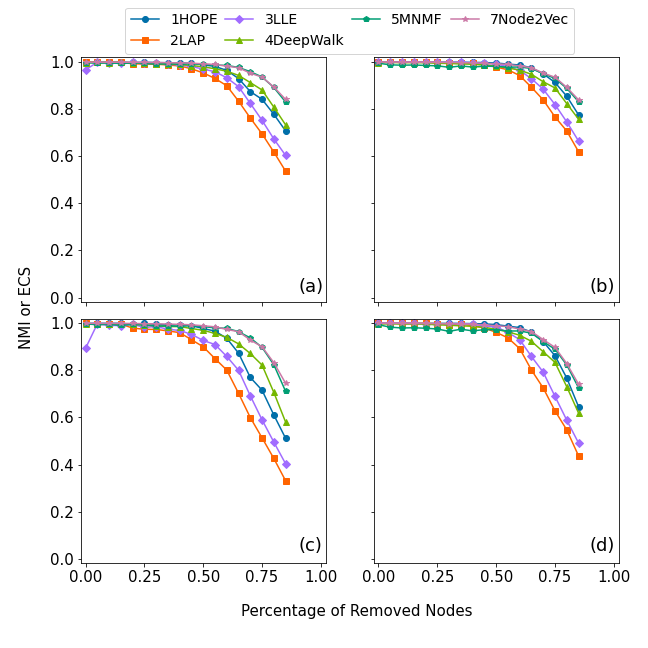 1HOPE 3LLE 5MNMF 7Node2Vec
2LAP 4DeepWalk
1.0
0.8
0.6
0.4
0.2
0.0
(a) (b)
NMI or ECS
1.0
0.8
0.6
0.4
0.2
0.0
(c) (d)
0.00 0.25 0.50 0.75 1.00 0.00 0.25 0.50 0.75 1.00
Percentage of Removed Nodes